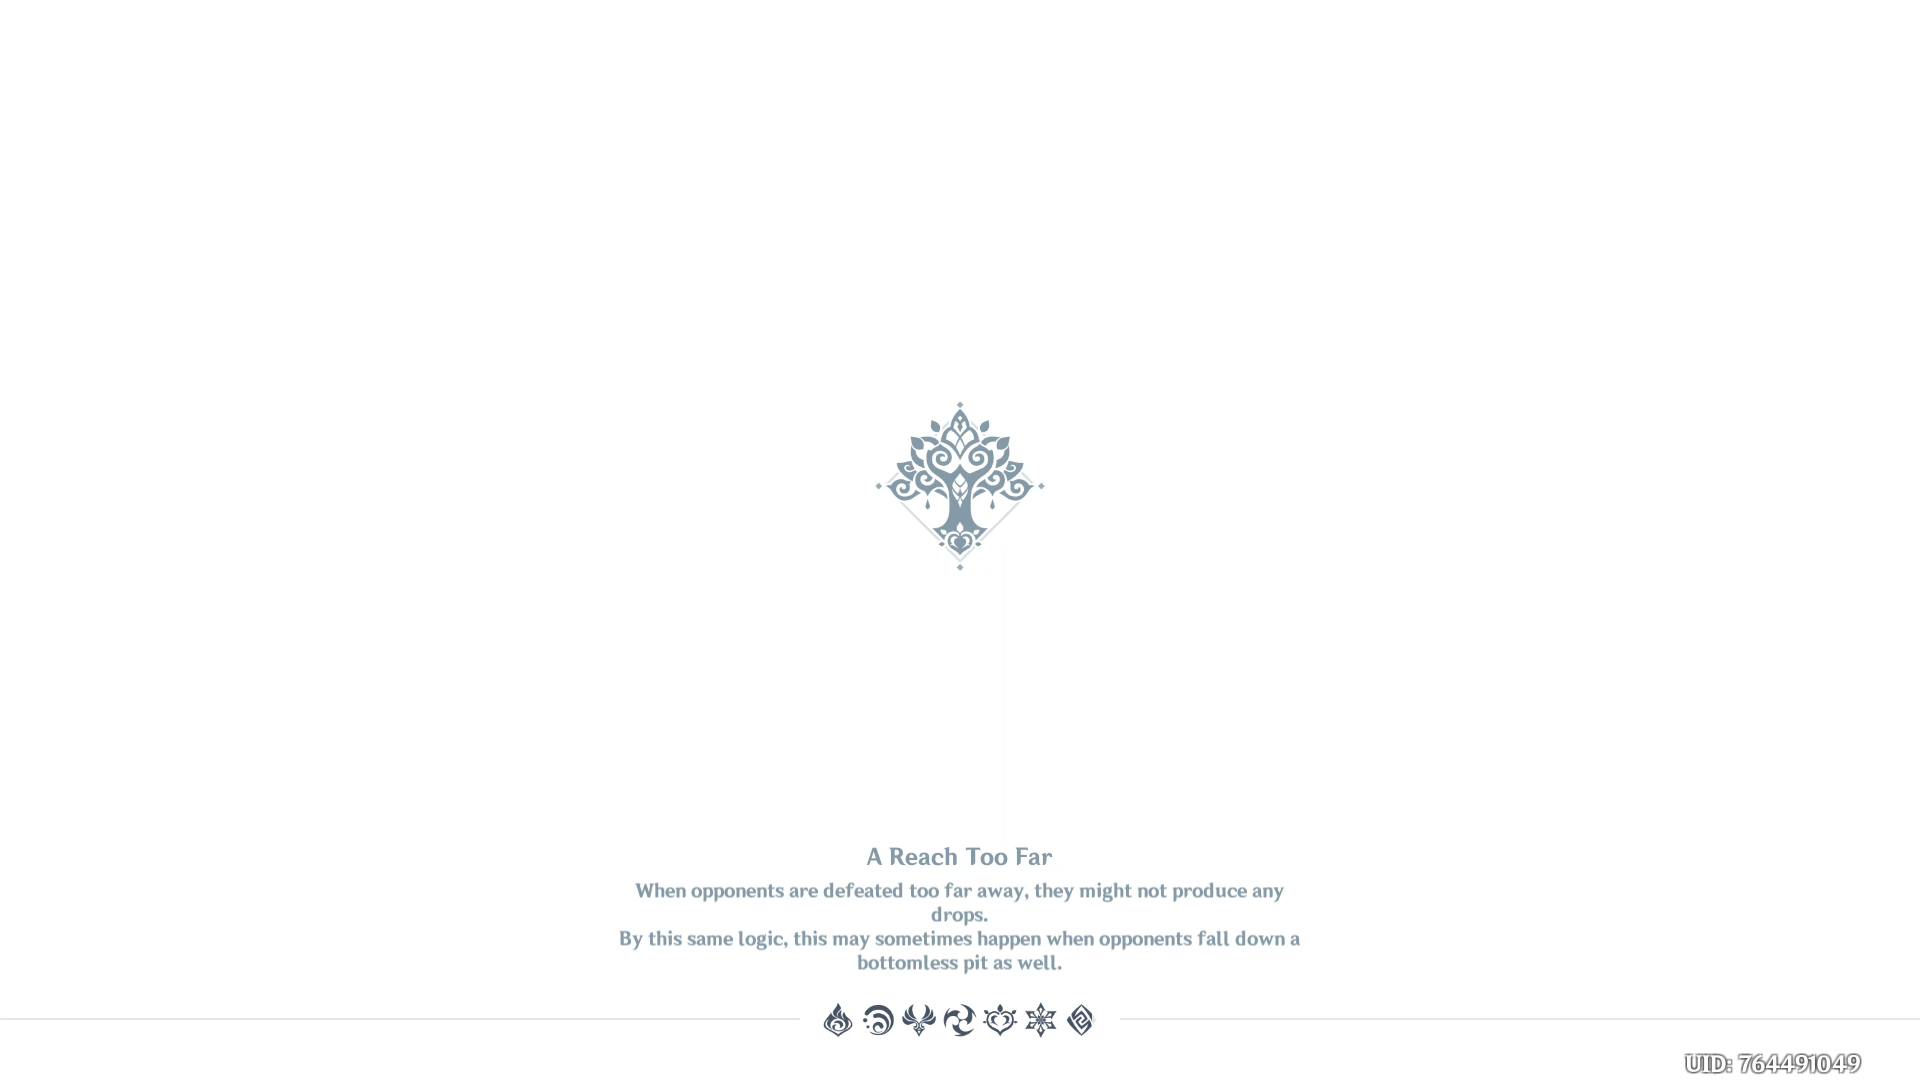 A Reach Too Far
When opponents are defeated too far away, they might not produce any
drops.
By this same logic, this may sometimes happen when opponents fall down a
bottomless pit as well.
UID: 764491049